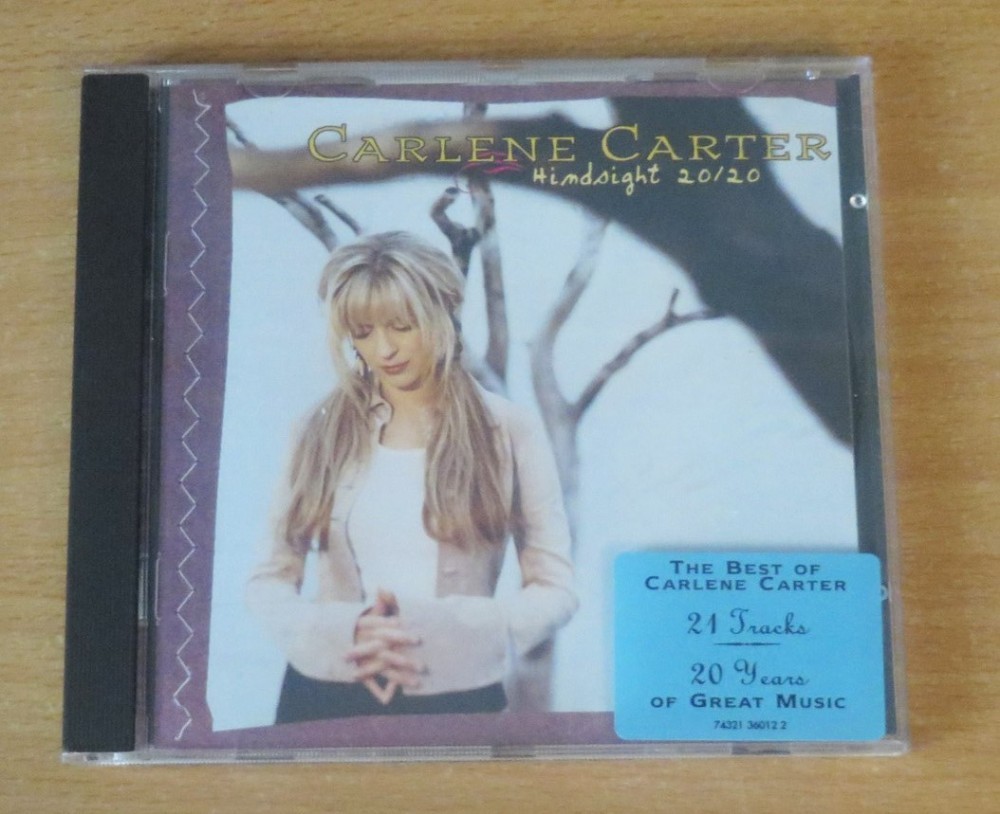 CARLENE CARTER
Hindsight 20/20
THE BEST OF
CARLENE CARTER
21 Tracks
20 Years
OF GREAT MUSIC
74321 36012 2